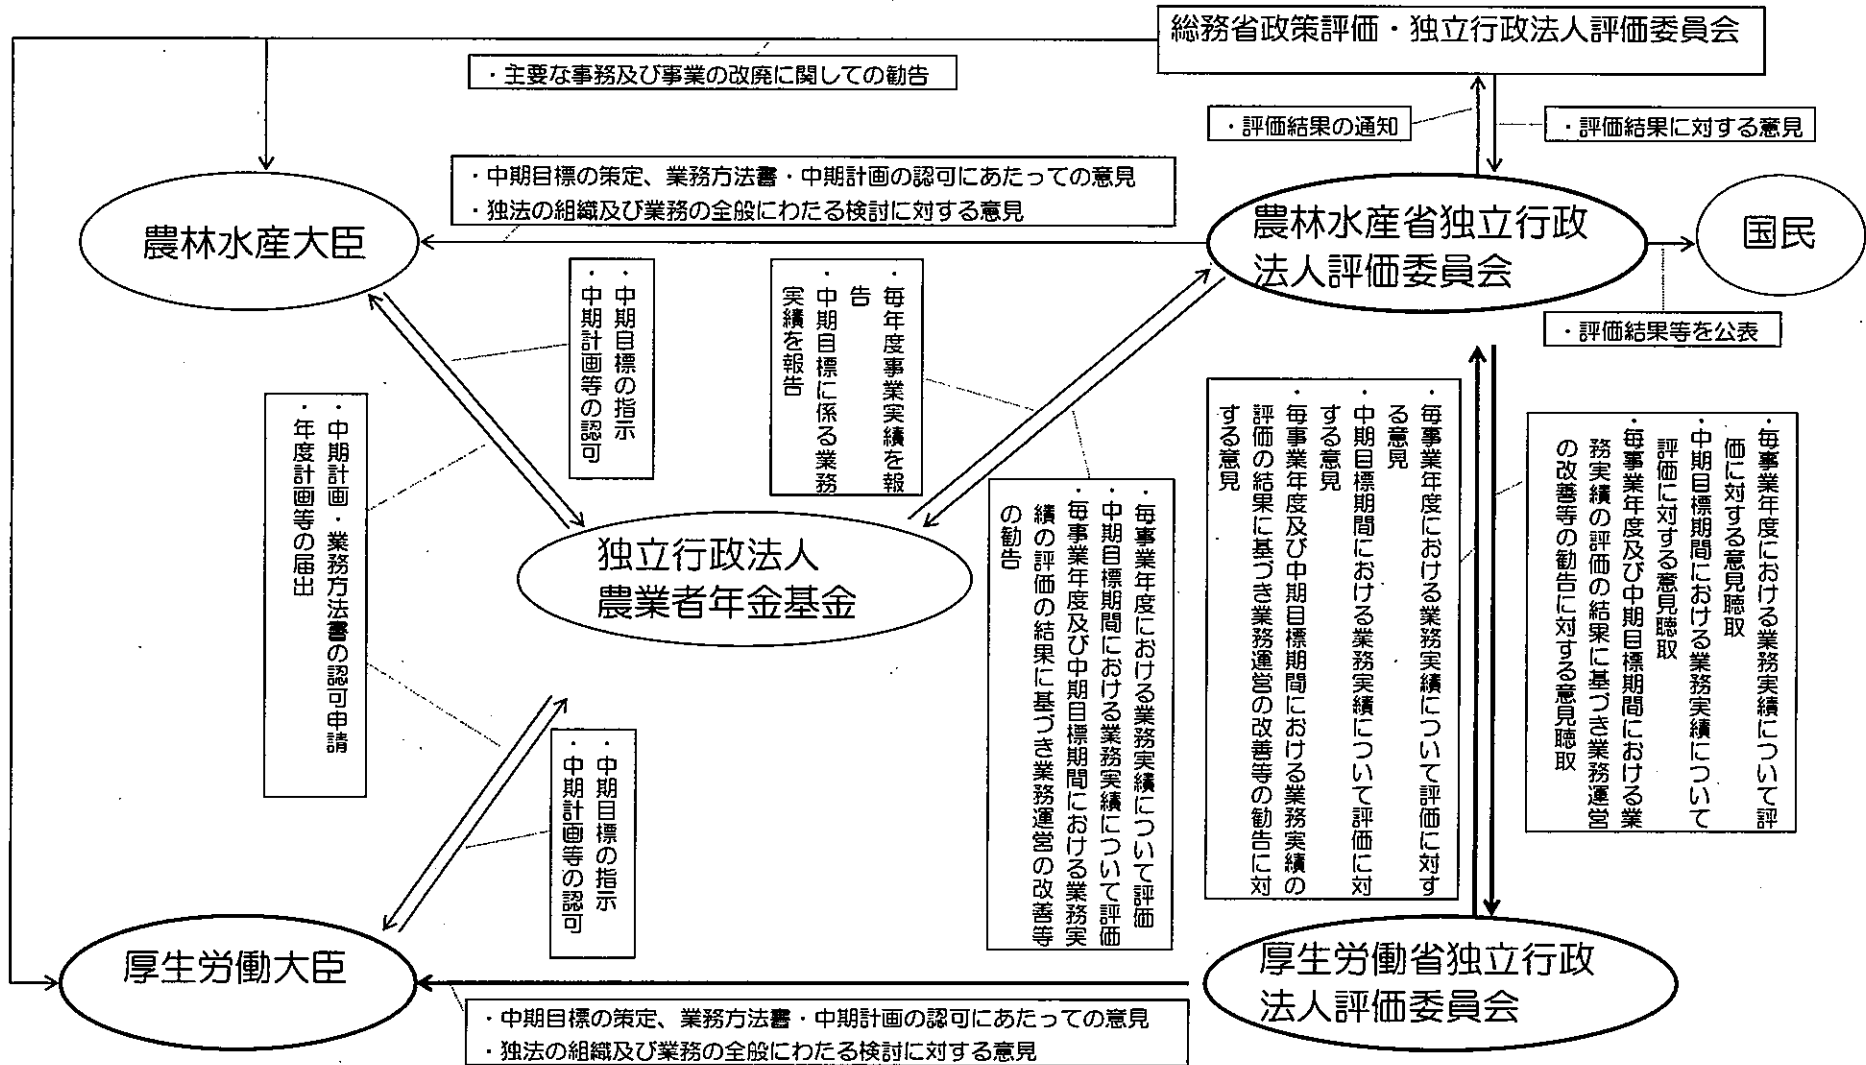 総務省政策評価・独立行政法人評価委員会
・主要な事務及び事業の改廃に関しての勧告
・評価結果の通知
・評価結果に対する意見
・中期目標の策定、業務方法書・中期計画の認可にあたっての意見
・独法の組織及び業務の全般にわたる検討に対する意見
農林水産大臣
農林水産省独立行政
法人評価委員会
国民
・評価結果等を公表
・中期目標の指示
・中期計画等の認可
・毎年度事業実績を報
告
・中期目標に係る業務
実績を報告
・中期計画・業務方法書の認可申請
・年度計画等の届出
独立行政法人
農業者年金基金
・毎事業年度における業務実績について評価
・中期目標期間における業務実績について評価
・毎事業年度及び中期目標期間における業務実
績の評価の結果に基づき業務運営の改善等
の勧告
・毎事業年度における業務実績について評価に対す
る意見
・中期目標期間における業務実績について評価に対
する意見
・毎事業年度及び中期目標期間における業務実績の
評価の結果に基づき業務運営の改善等の勧告に対
する意見
・毎事業年度における業務実績について評
価に対する意見聴取
・中期目標期間における業務実績について
評価に対する意見聴取
・毎事業年度及び中期目標期間における業
務実績の評価の結果に基づき業務運営
の改善等の勧告に対する意見聴取
・中期目標の指示
・中期計画等の認可
厚生労働大臣
厚生労働省独立行政
法人評価委員会
・中期目標の策定、業務方法書・中期計画の認可にあたっての意見
・独法の組織及び業務の全般にわたる検討に対する意見